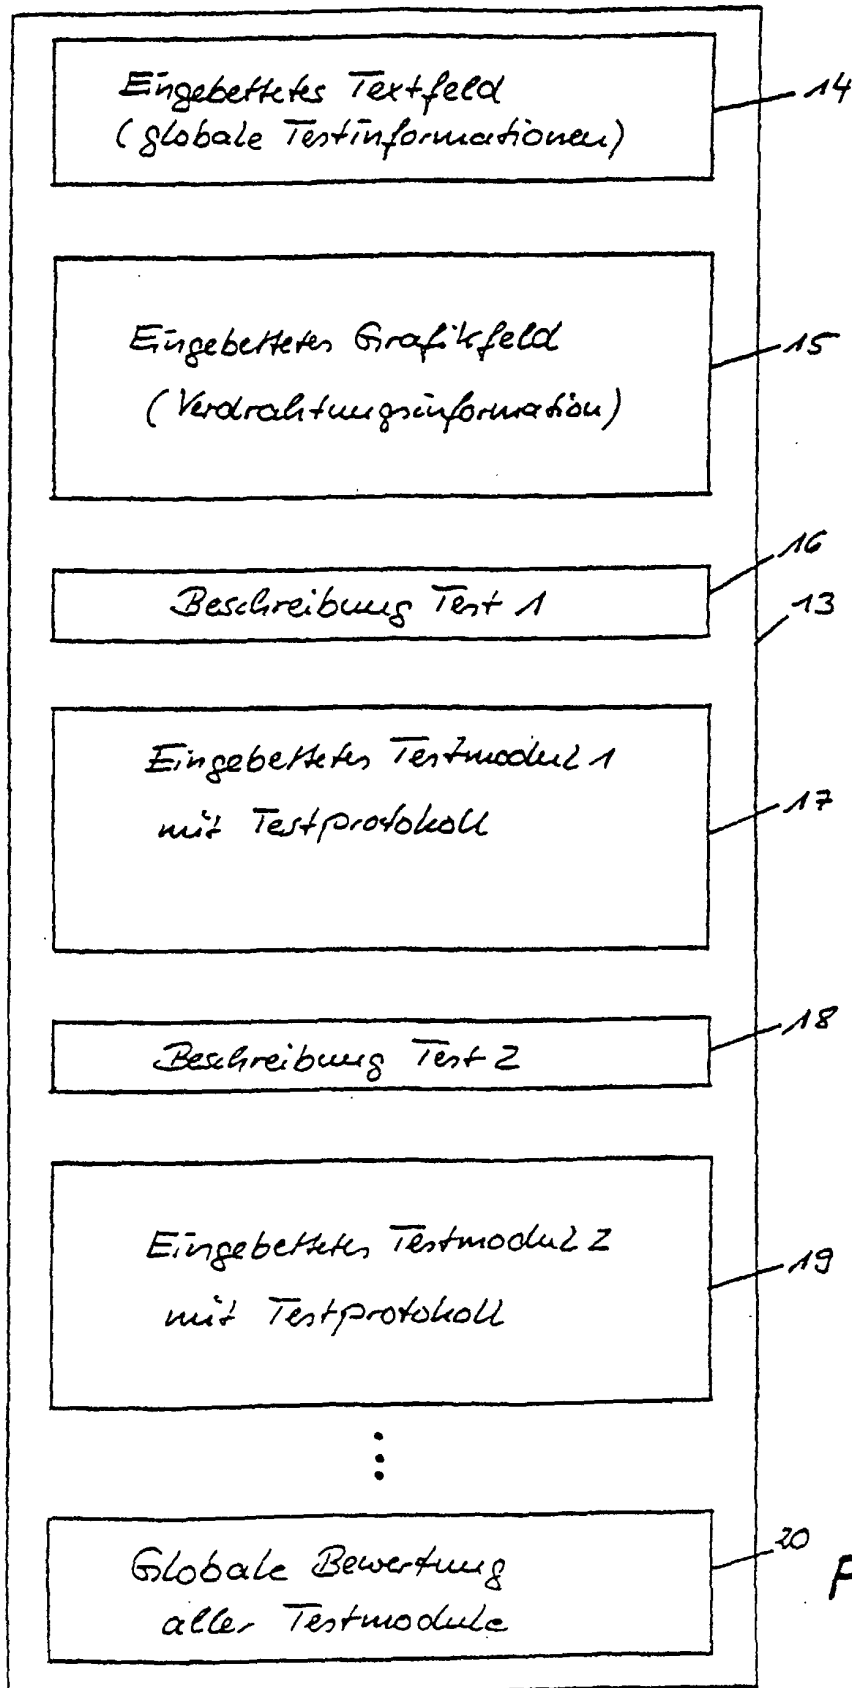 Eingebettetes Textfeld
(globale Testinformationen)
14
Eingebettetes Grafikfeld
(Verdrahtungsinformation)
15
16
Beschreibung Test 1
13
Eingebettetes Testmodul 1
mit Testprotokoll
17
18
Beschreibung Test 2
Eingebettetes Testmodul 2
mit Testprotokoll
19
Globale Bewertung
aller Testmodule
20
F